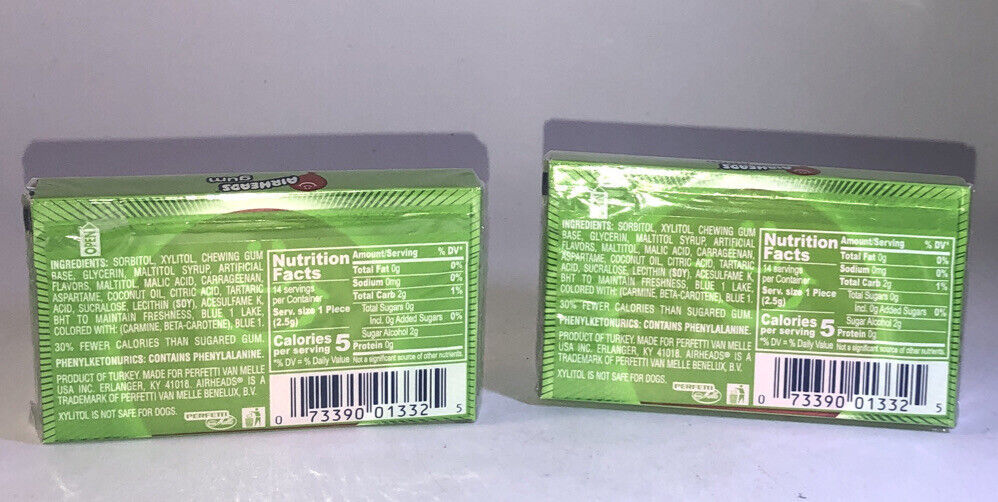 AIRHEADS
gum
OPEN
INGREDIENTS: SORBITOL, XYLITOL, CHEWING GUM
BASE, GLYCERIN, MALTITOL SYRUP, ARTIFICIAL
FLAVORS, MALTITOL, MALIC ACID, CARRAGEENAN,
ASPARTAME, COCONUT OIL, CITRIC ACID, TARTARIC
ACID, SUCRALOSE, LECITHIN (SOY), ACESULFAME K,
BHT TO MAINTAIN FRESHNESS, BLUE 1 LAKE,
COLORED WITH: (CARMINE, BETA-CAROTENE), BLUE 1.
30% FEWER CALORIES THAN SUGARED GUM.
PHENYLKETONURICS: CONTAINS PHENYLALANINE.
PRODUCT OF TURKEY. MADE FOR PERFETTI VAN MELLE
USA INC. ERLANGER, KY 41018. AIRHEADS® IS A
TRADEMARK OF PERFETTI VAN MELLE BENELUX, B.V.
XYLITOL IS NOT SAFE FOR DOGS.
PERFETTI
Nutrition
Facts
14 servings
per Container
Serv. size 1 Piece
(2.5g)
Calories 5
per serving
Amount/Serving % DV*
Total Fat 0g 0%
Sodium 0mg 0%
Total Carb 2g 1%
Total Sugars 0g
Incl. 0g Added Sugars 0%
Sugar Alcohol 2g
Protein 0g
*% DV = % Daily Value Not a significant source of other nutrients.
0 73390 01332 5
AIRHEADS
gum
INGREDIENTS: SORBITOL, XYLITOL, CHEWING GUM
BASE, GLYCERIN, MALTITOL SYRUP, ARTIFICIAL
FLAVORS, MALTITOL, MALIC ACID, CARRAGEENAN,
ASPARTAME, COCONUT OIL, CITRIC ACID, TARTARIC
ACID, SUCRALOSE, LECITHIN (SOY), ACESULFAME K,
BHT TO MAINTAIN FRESHNESS, BLUE 1 LAKE,
COLORED WITH: (CARMINE, BETA-CAROTENE), BLUE 1.
30% FEWER CALORIES THAN SUGARED GUM.
PHENYLKETONURICS: CONTAINS PHENYLALANINE.
PRODUCT OF TURKEY. MADE FOR PERFETTI VAN MELLE
USA INC. ERLANGER, KY 41018. AIRHEADS® IS A
TRADEMARK OF PERFETTI VAN MELLE BENELUX, B.V.
XYLITOL IS NOT SAFE FOR DOGS.
PERFETTI
Nutrition
Facts
14 servings
per Container
Serv. size 1 Piece
(2.5g)
Calories 5
per serving
Amount/Serving % DV*
Total Fat 0g 0%
Sodium 0mg 0%
Total Carb 2g 1%
Total Sugars 0g
Incl. 0g Added Sugars 0%
Sugar Alcohol 2g
Protein 0g
*% DV = % Daily Value Not a significant source of other nutrients.
0 73390 01332 5